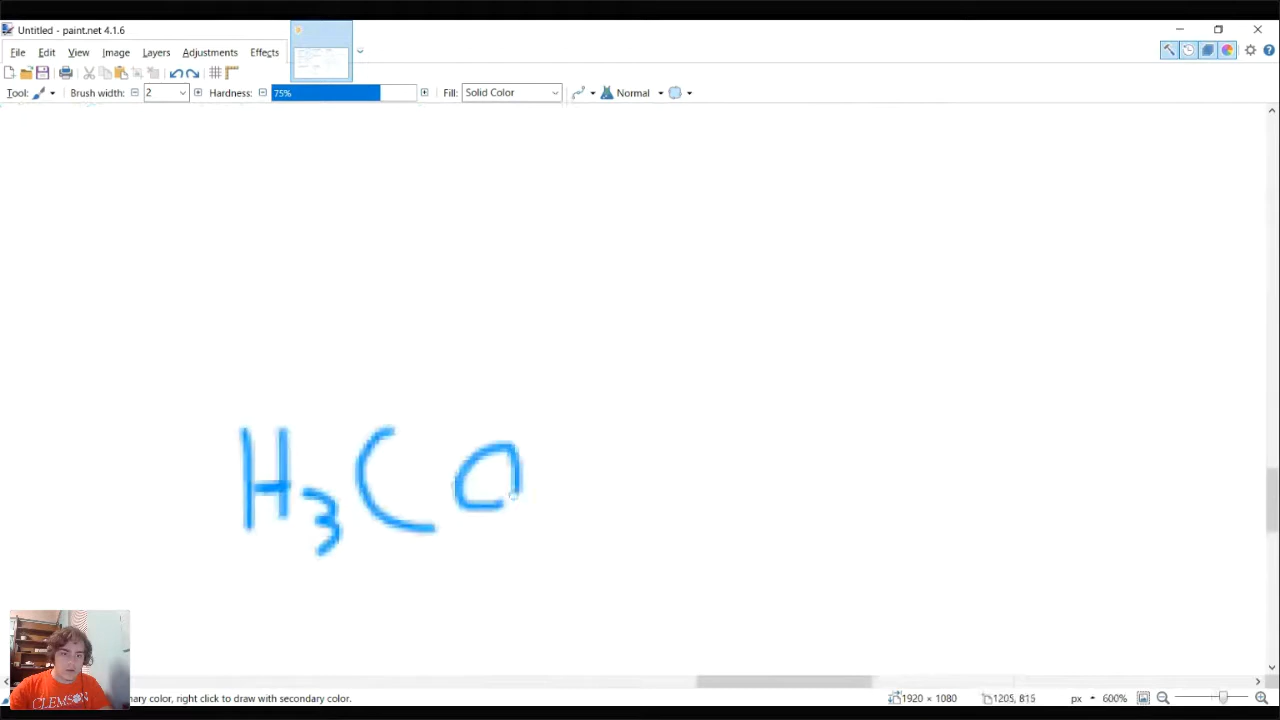 Untitled - paint.net 4.1.6
File Edit View Image Layers Adjustments Effects
Tool: Brush width: 2 Hardness: 75% Fill: Solid Color Normal
H3CO
CLEMSON
nary color, right click to draw with secondary color. 1920 × 1080 1205, 815 px 600%